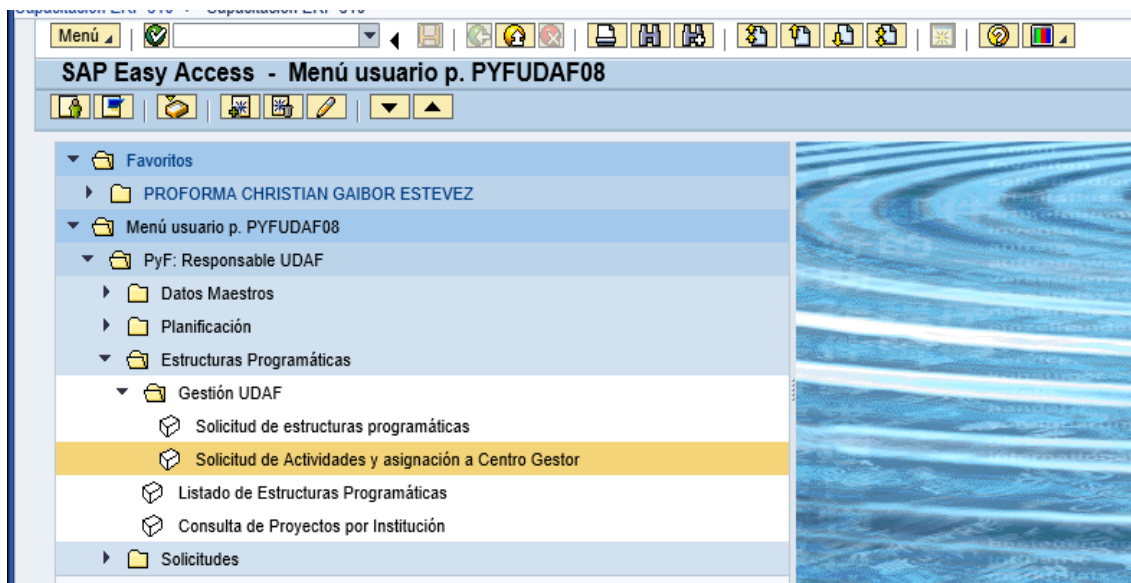 Menú
SAP Easy Access - Menú usuario p. PYFUDAF08
Favoritos
PROFORMA CHRISTIAN GAIBOR ESTEVEZ
Menú usuario p. PYFUDAF08
PyF: Responsable UDAF
Datos Maestros
Planificación
Estructuras Programáticas
Gestión UDAF
Solicitud de estructuras programáticas
Solicitud de Actividades y asignación a Centro Gestor
Listado de Estructuras Programáticas
Consulta de Proyectos por Institución
Solicitudes